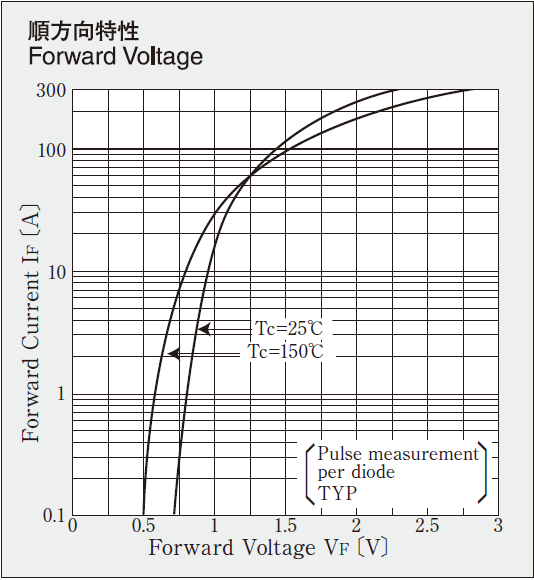 順方向特性
Forward Voltage
300
100
10
1
0.1
Forward Current IF〔A〕
Tc=25℃
Tc=150℃
Pulse measurement
per diode
TYP
0 0.5 1 1.5 2 2.5 3
Forward Voltage VF〔V〕